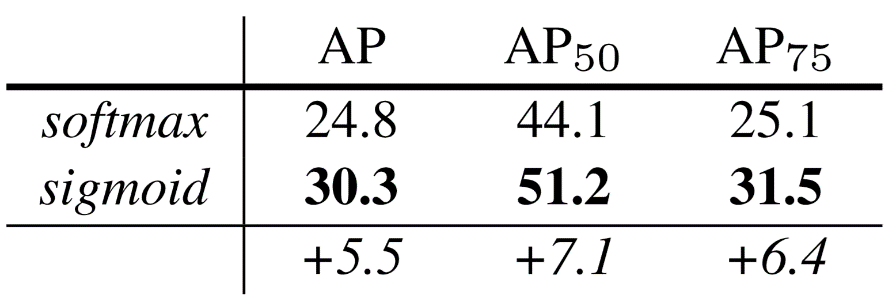 AP AP50 AP75
softmax 24.8 44.1 25.1
sigmoid 30.3 51.2 31.5
+5.5 +7.1 +6.4